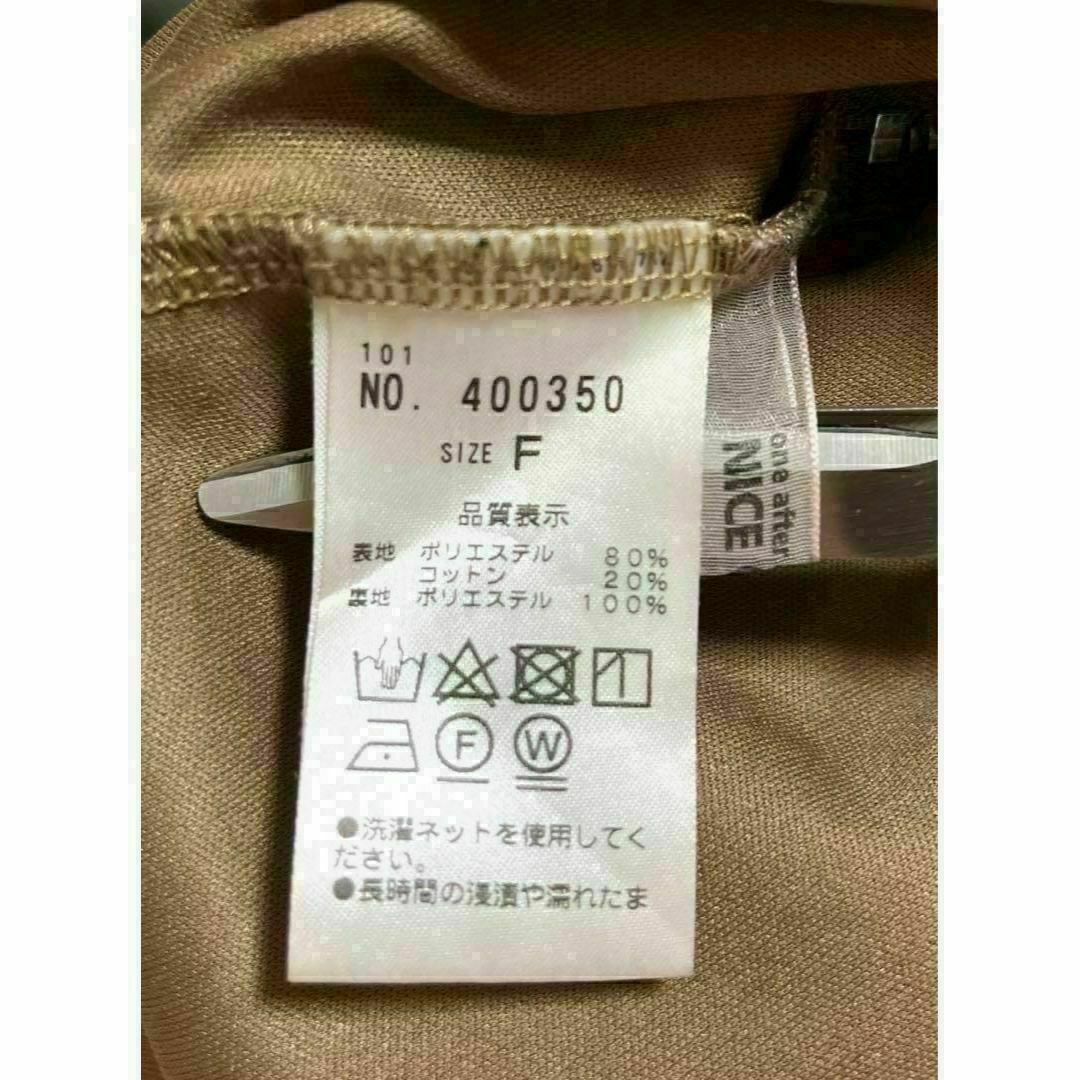 101
NO. 400350
SIZE F
品質表示
表地 ポリエステル 80%
コットン 20%
裏地 ポリエステル 100%
F W
●洗濯ネットを使用してく
ださい。
●長時間の浸漬や濡れたま
one after
NICE